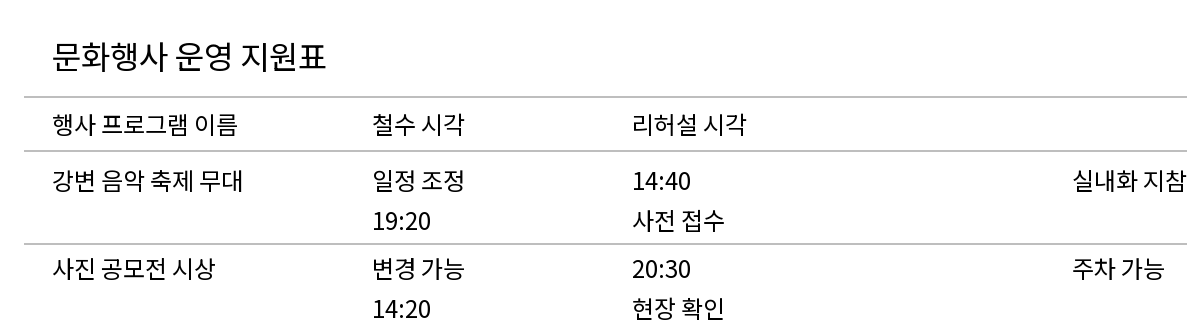 문화행사 운영 지원표
행사 프로그램 이름 철수 시각 리허설 시각
강변 음악 축제 무대 일정 조정 14:40 실내화 지참
19:20 사전 접수
사진 공모전 시상 변경 가능 20:30 주차 가능
14:20 현장 확인